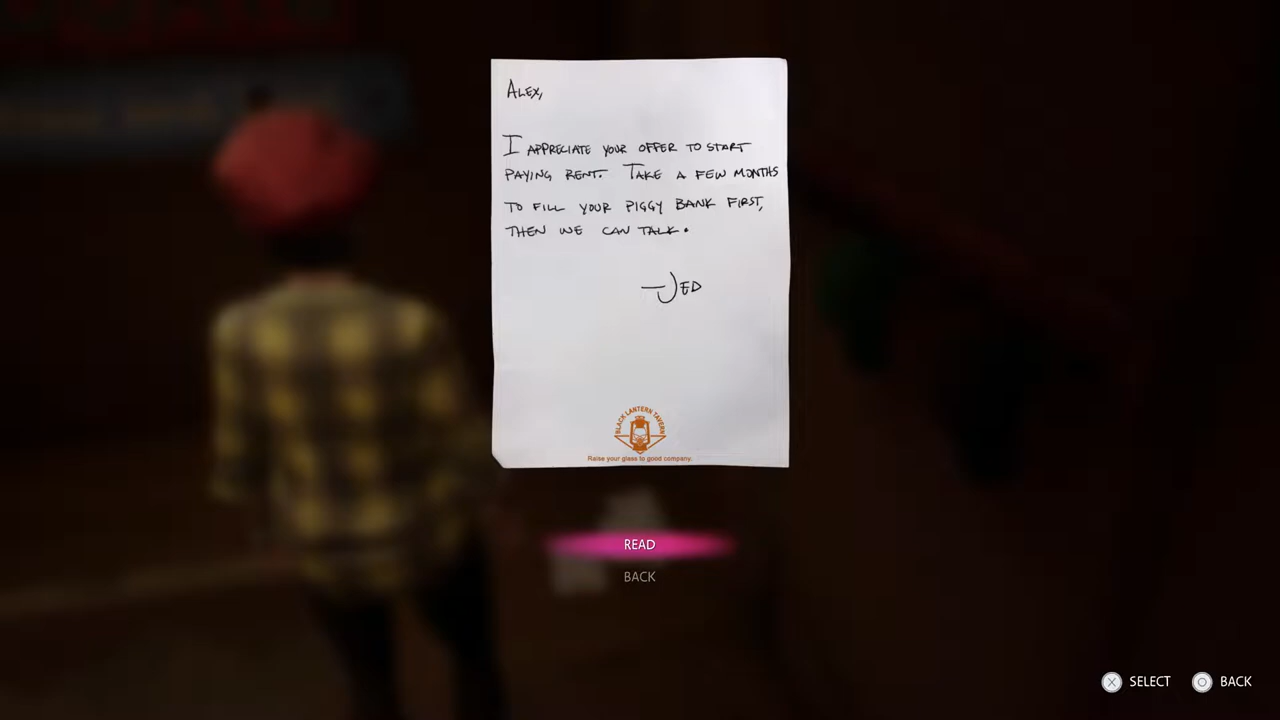 ALEX,
I APPRECIATE YOUR OFFER TO START
PAYING RENT. TAKE A FEW MONTHS
TO FILL YOUR PIGGY BANK FIRST,
THEN WE CAN TALK.
—JED
BLACK LANTERN TAVERN
Raise your glass to good company.
READ
BACK
SELECT
BACK